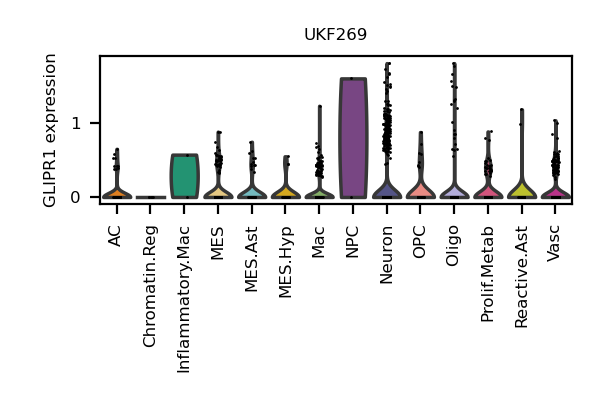 UKF269
GLIPR1 expression
1
0
AC
Chromatin.Reg
Inflammatory.Mac
MES
MES.Ast
MES.Hyp
Mac
NPC
Neuron
OPC
Oligo
Prolif.Metab
Reactive.Ast
Vasc